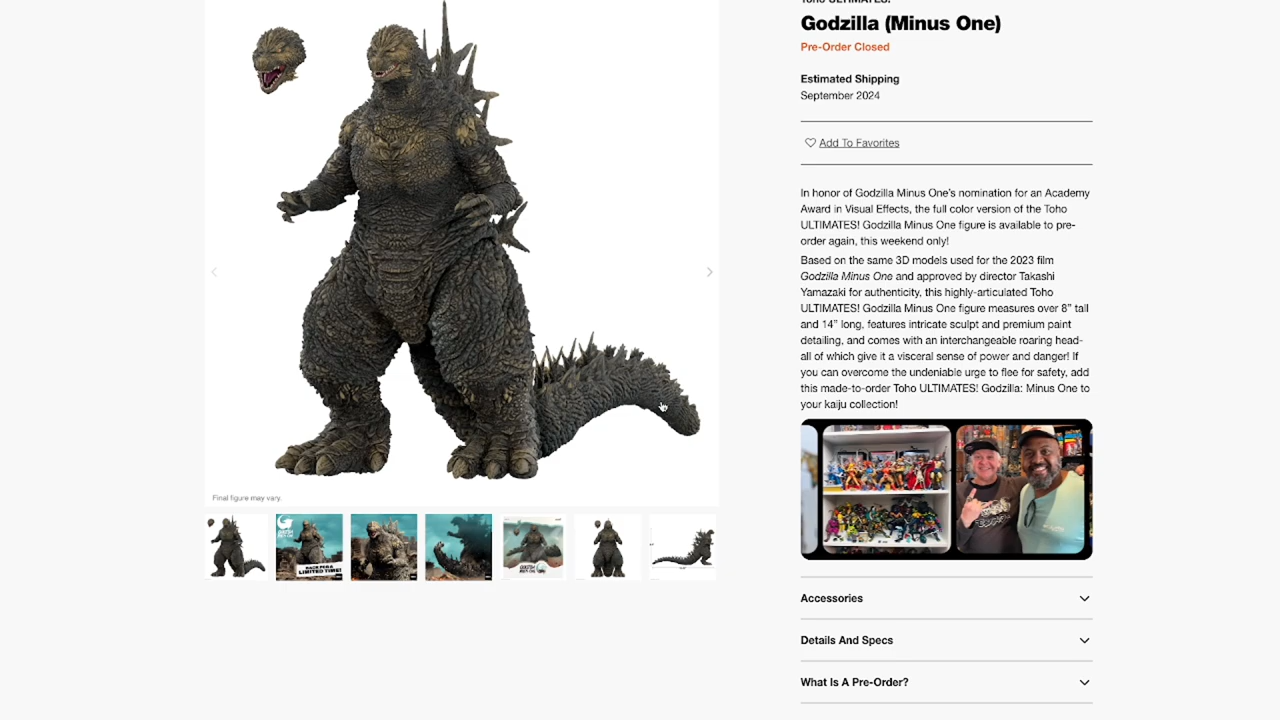 Toho ULTIMATES!
Godzilla (Minus One)
Pre-Order Closed
Estimated Shipping
September 2024
Add To Favorites
In honor of Godzilla Minus One's nomination for an Academy
Award in Visual Effects, the full color version of the Toho
ULTIMATES! Godzilla Minus One figure is available to pre-
order again, this weekend only!
Based on the same 3D models used for the 2023 film
Godzilla Minus One and approved by director Takashi
Yamazaki for authenticity, this highly-articulated Toho
ULTIMATES! Godzilla Minus One figure measures over 8” tall
and 14” long, features intricate sculpt and premium paint
detailing, and comes with an interchangeable roaring head-
all of which give it a visceral sense of power and danger! If
you can overcome the undeniable urge to flee for safety, add
this made-to-order Toho ULTIMATES! Godzilla: Minus One to
your kaiju collection!
Final figure may vary.
BACK FOR A
LIMITED TIME!
Accessories
Details And Specs
What Is A Pre-Order?